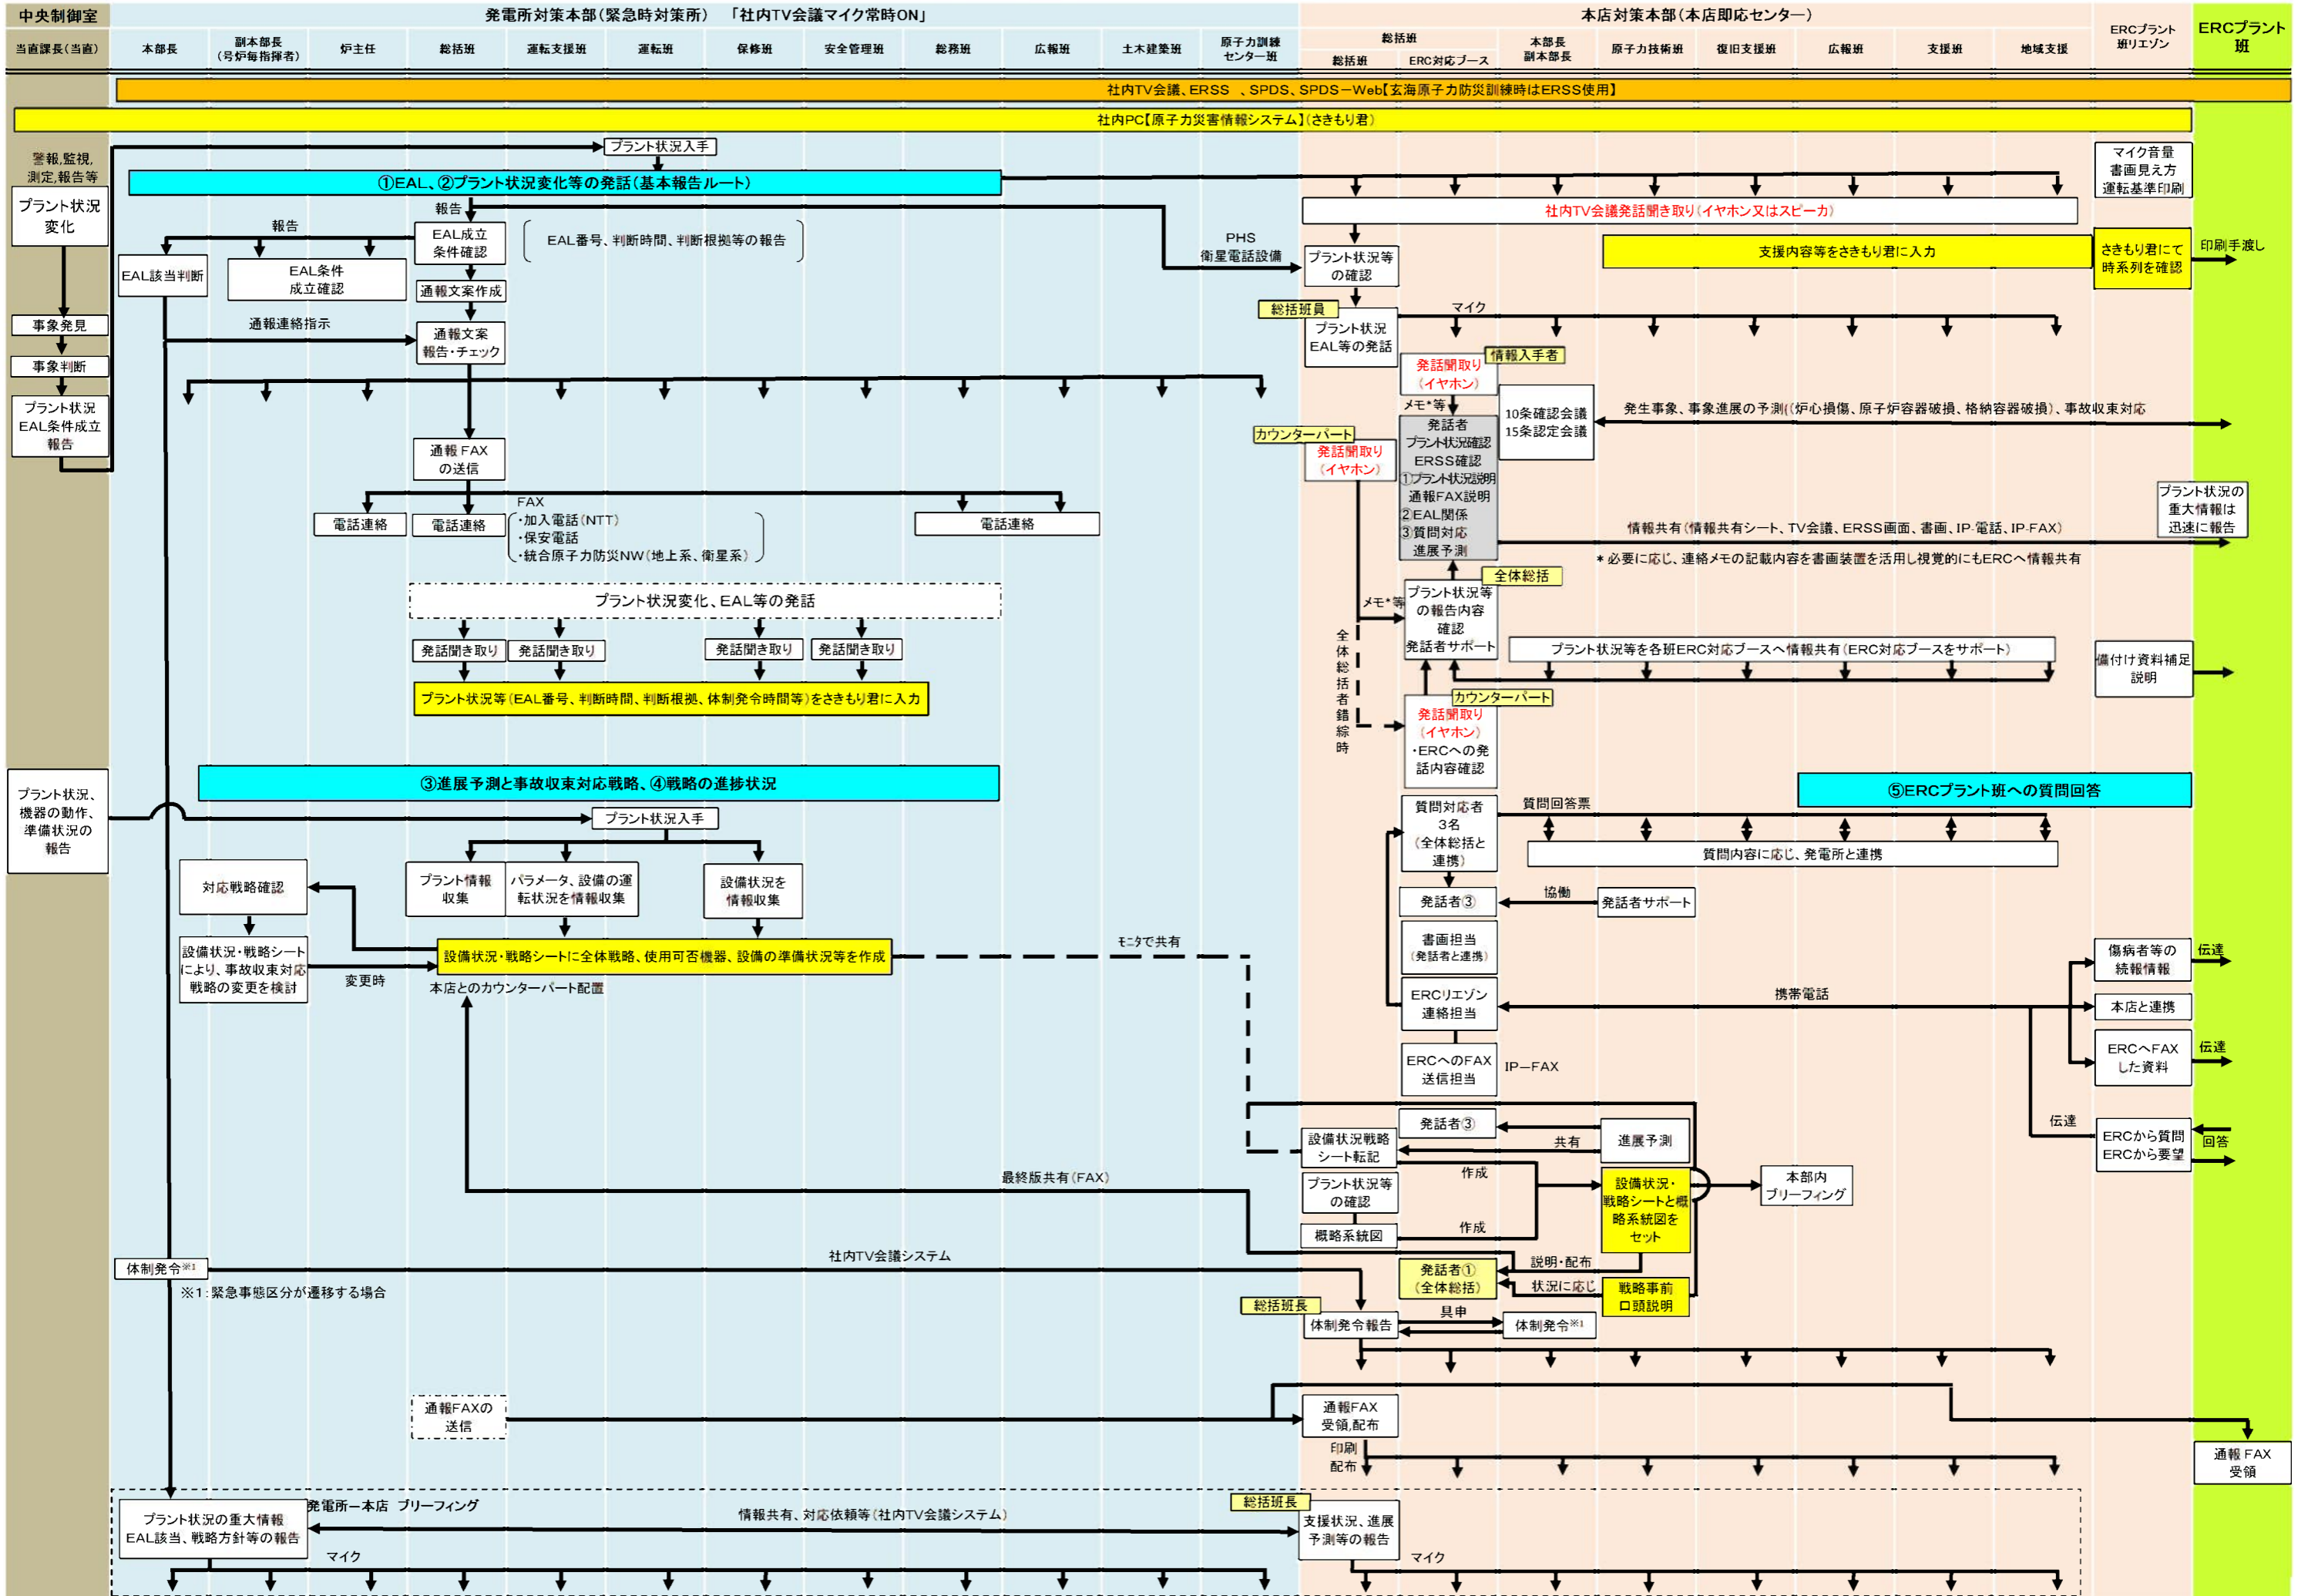 中央制御室
発電所対策本部（緊急時対策所）　「社内TV会議マイク常時ON」
本店対策本部（本店即応センター）
ERCプラント
班リエゾン
ERCプラント
班
当直課長（当直）
本部長
副本部長
（号炉毎指揮者）
炉主任
総括班
運転支援班
運転班
保修班
安全管理班
総務班
広報班
土木建築班
原子力訓練
センター班
総括班
総括班
ERC対応ブース
本部長
副本部長
原子力技術班
復旧支援班
広報班
支援班
地域支援
社内TV会議、ERSS　、SPDS、SPDS－Web【玄海原子力防災訓練時はERSS使用】
社内PC【原子力災害情報システム】（さきもり君）
警報,監視,
測定,報告等
プラント状況
変化
事象発見
事象判断
プラント状況
EAL条件成立
報告
プラント状況入手
①EAL、②プラント状況変化等の発話（基本報告ルート）
報告
報告
EAL成立
条件確認
EAL番号、判断時間、判断根拠等の報告
EAL該当判断
EAL条件
成立確認
通報文案作成
通報連絡指示
通報文案
報告・チェック
通報 FAX
の送信
FAX
・加入電話（NTT）
・保安電話
・統合原子力防災NW（地上系、衛星系）
電話連絡
電話連絡
電話連絡
プラント状況変化、EAL等の発話
発話聞き取り
発話聞き取り
発話聞き取り
発話聞き取り
プラント状況等（EAL番号、判断時間、判断根拠、体制発令時間等）をさきもり君に入力
PHS
衛星電話設備
社内TV会議発話聞き取り（イヤホン又はスピーカ）
プラント状況等
の確認
支援内容等をさきもり君に入力
マイク音量
書画見え方
運転基準印刷
さきもり君にて
時系列を確認
印刷手渡し
総括班員
プラント状況
EAL等の発話
マイク
発話聞取り
（イヤホン）
情報入手者
メモ*等
カウンターパート
発話聞取り
（イヤホン）
発話者
プラント状況確認
ERSS確認
①プラント状況説明
通報FAX説明
②EAL関係
③質問対応
進展予測
10条確認会議
15条認定会議
発生事象、事象進展の予測（（炉心損傷、原子炉容器破損、格納容器破損）、事故収束対応
プラント状況の
重大情報は
迅速に報告
情報共有（情報共有シート、TV会議、ERSS画面、書画、IP-電話、IP-FAX）
＊必要に応じ、連絡メモの記載内容を書画装置を活用し視覚的にもERCへ情報共有
全体総括
メモ*等
プラント状況等
の報告内容
確認
発話者サポート
全体総括者錯綜時
プラント状況等を各班ERC対応ブースへ情報共有（ERC対応ブースをサポート）
備付け資料補足
説明
カウンターパート
発話聞取り
（イヤホン）
・ERCへの発
話内容確認
プラント状況、
機器の動作、
準備状況の
報告
③進展予測と事故収束対応戦略、④戦略の進捗状況
⑤ERCプラント班への質問回答
プラント状況入手
対応戦略確認
プラント情報
収集
パラメータ、設備の運
転状況を情報収集
設備状況を
情報収集
設備状況・戦略シート
により、事故収束対応
戦略の変更を検討
変更時
設備状況・戦略シートに全体戦略、使用可否機器、設備の準備状況等を作成
モニタで共有
本店とのカウンターパート配置
質問対応者
3名
（全体総括と
連携）
質問回答票
質問内容に応じ、発電所と連携
発話者③
協働
発話者サポート
書画担当
（発話者と連携）
ERCリエゾン
連絡担当
携帯電話
ERCへのFAX
送信担当
IP－FAX
傷病者等の
続報情報
伝達
本店と連携
ERCへFAX
した資料
伝達
伝達
ERCから質問
ERCから要望
回答
発話者③
進展予測
共有
設備状況戦略
シート転記
作成
プラント状況等
の確認
概略系統図
作成
設備状況・
戦略シートと概
略系統図を
セット
本部内
ブリーフィング
最終版共有（FAX）
説明・配布
発話者①
（全体総括）
状況に応じ
戦略事前
口頭説明
体制発令※1
社内TV会議システム
※1：緊急事態区分が遷移する場合
総括班長
体制発令報告
具申
体制発令※1
通報FAXの
送信
通報FAX
受領,配布
印刷
配布
通報 FAX
受領
発電所－本店　ブリーフィング
プラント状況の重大情報
EAL該当、戦略方針等の報告
情報共有、対応依頼等（社内TV会議システム）
総括班長
支援状況、進展
予測等の報告
マイク
マイク